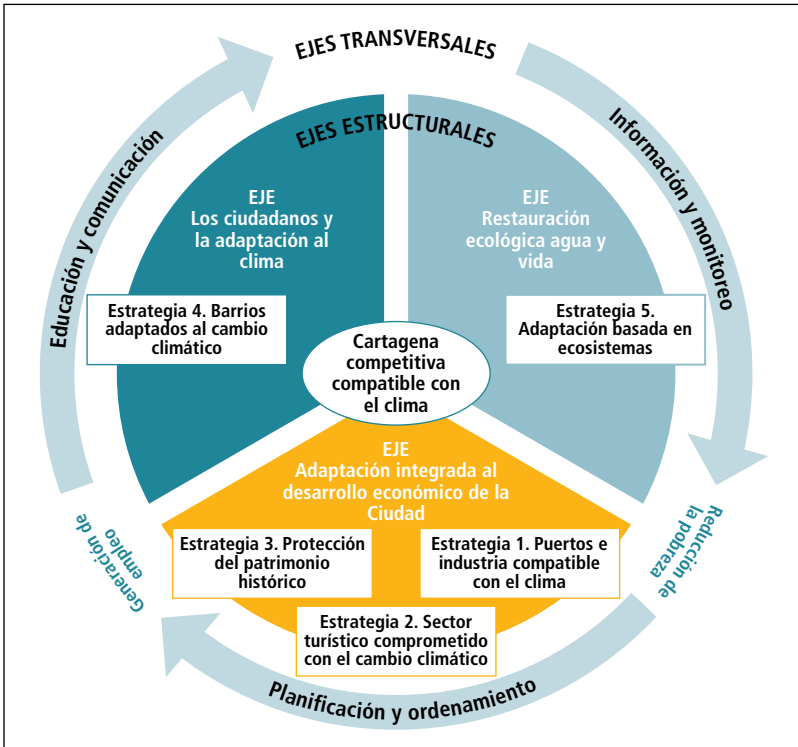 EJES TRANSVERSALES
EJES ESTRUCTURALES
Educación y comunicación
Información y monitoreo
EJE
Los ciudadanos y
la adaptación al
clima
EJE
Restauración
ecológica agua y
vida
Estrategia 4. Barrios
adaptados al cambio
climático
Estrategia 5.
Adaptación basada en
ecosistemas
Cartagena
competitiva
compatible con
el clima
EJE
Adaptación integrada al
desarrollo económico de la
Ciudad
Estrategia 3. Protección
del patrimonio
histórico
Estrategia 1. Puertos e
industria compatible
con el clima
Estrategia 2. Sector
turístico comprometido
con el cambio climático
Generación de
empleo
Reducción de
la pobreza
Planificación y ordenamiento